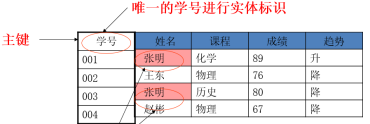 唯一的学号进行实体标识
主键
学号 姓名 课程 成绩 趋势
001 张明 化学 89 升
002 王东 物理 76 降
003 张明 历史 80 降
004 赵彬 物理 67 降